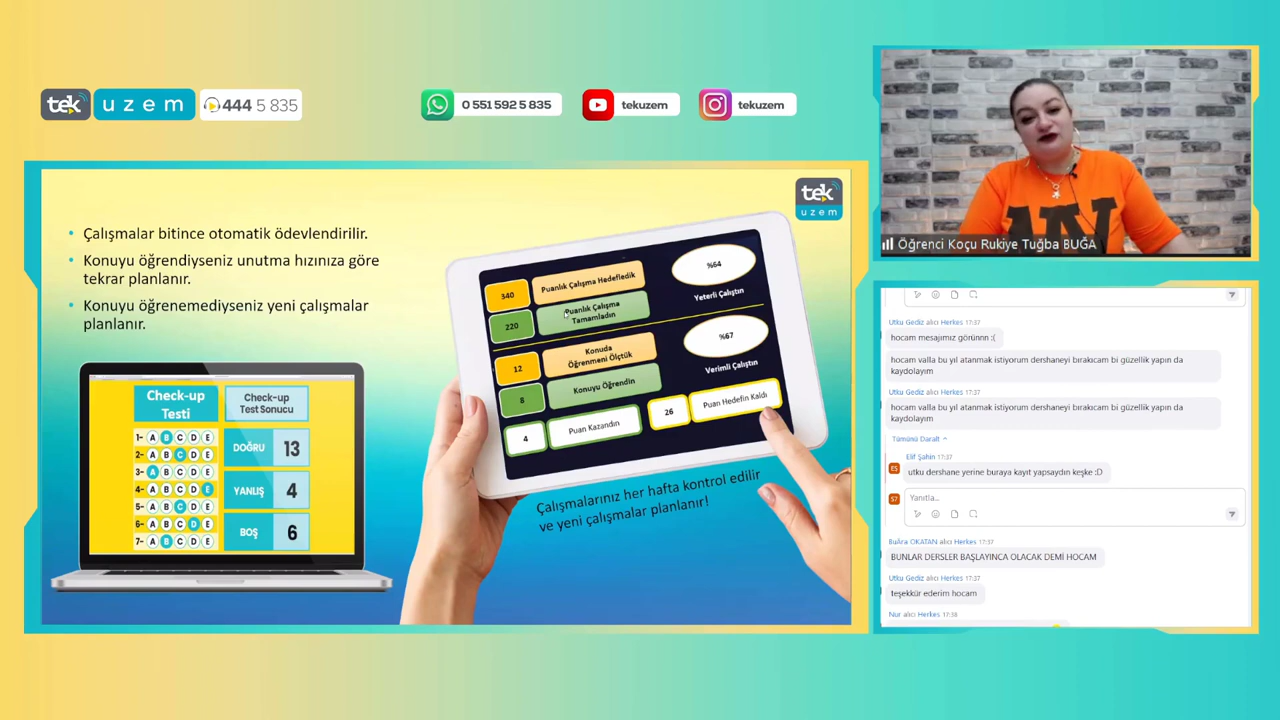 tek uzem 444 5 835
0 551 592 5 835
tekuzem
tekuzem
tek
uzem
• Çalışmalar bitince otomatik ödevlendirilir.
• Konuyu öğrendiyseniz unutma hızınıza göre
tekrar planlanır.
• Konuyu öğrenemediyseniz yeni çalışmalar
planlanır.
Check-up
Testi
1- A B C D E
2- A B C D E
3- A B C D E
4- A B C D E
5- A B C D E
6- A B C D E
7- A B C D E
Check-up
Test Sonucu
DOĞRU 13
YANLIŞ 4
BOŞ 6
340 Puanlık Çalışma Hedefledik
220 Puanlık Çalışma
Tamamladın
%64
Yeterli Çalıştın
12 Konuda
Öğrenmeni Ölçtük
8 Konuyu Öğrendin
%67
Verimli Çalıştın
4 Puan Kazandın
26 Puan Hedefin Kaldı
Çalışmalarınız her hafta kontrol edilir
ve yeni çalışmalar planlanır!
AN
Öğrenci Koçu Rukiye Tuğba BUĞA
Utku Gediz alıcı Herkes 17:37
hocam mesajımız görünnn :(
hocam valla bu yıl atanmak istiyorum dershaneyi bırakıcam bi güzellik yapın da
kaydolayım
Utku Gediz alıcı Herkes 17:37
hocam valla bu yıl atanmak istiyorum dershaneyi bırakıcam bi güzellik yapın da
kaydolayım
Tümünü Daralt
Elif Şahin 17:37
ES
utku dershane yerine buraya kayıt yapsaydın keşke :D
Yanıtla...
BuÂra OKATAN alıcı Herkes 17:37
BUNLAR DERSLER BAŞLAYINCA OLACAK DEMİ HOCAM
Utku Gediz alıcı Herkes 17:37
teşekkür ederim hocam
Nur alıcı Herkes 17:38